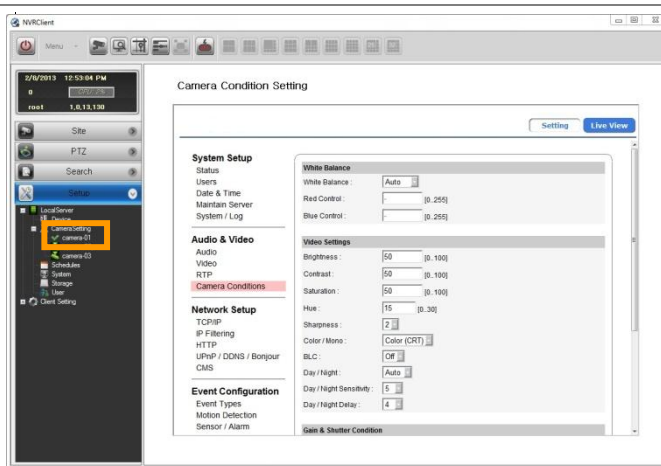 NVRClient
Menu
2/8/2013 12:53:04 PM
0
root 1,0,13,130
Site
PTZ
Search
Setup
LocalServer
Device
CameraSetting
camera-01
camera-03
Schedules
System
Storage
User
Client Setting
Camera Condition Setting
Setting Live View
System Setup
Status
Users
Date & Time
Maintain Server
System / Log
Audio & Video
Audio
Video
RTP
Camera Conditions
Network Setup
TCP/IP
IP Filtering
HTTP
UPnP / DDNS / Bonjour
CMS
Event Configuration
Event Types
Motion Detection
Sensor / Alarm
White Balance
White Balance : Auto
Red Control : - [0..255]
Blue Control : - [0..255]
Video Settings
Brightness : 50 [0..100]
Contrast : 50 [0..100]
Saturation : 50 [0..100]
Hue : 15 [0..30]
Sharpness : 2
Color / Mono : Color (CRT)
BLC : Off
Day / Night : Auto
Day / Night Sensitivity : 5
Day / Night Delay : 4
Gain & Shutter Condition